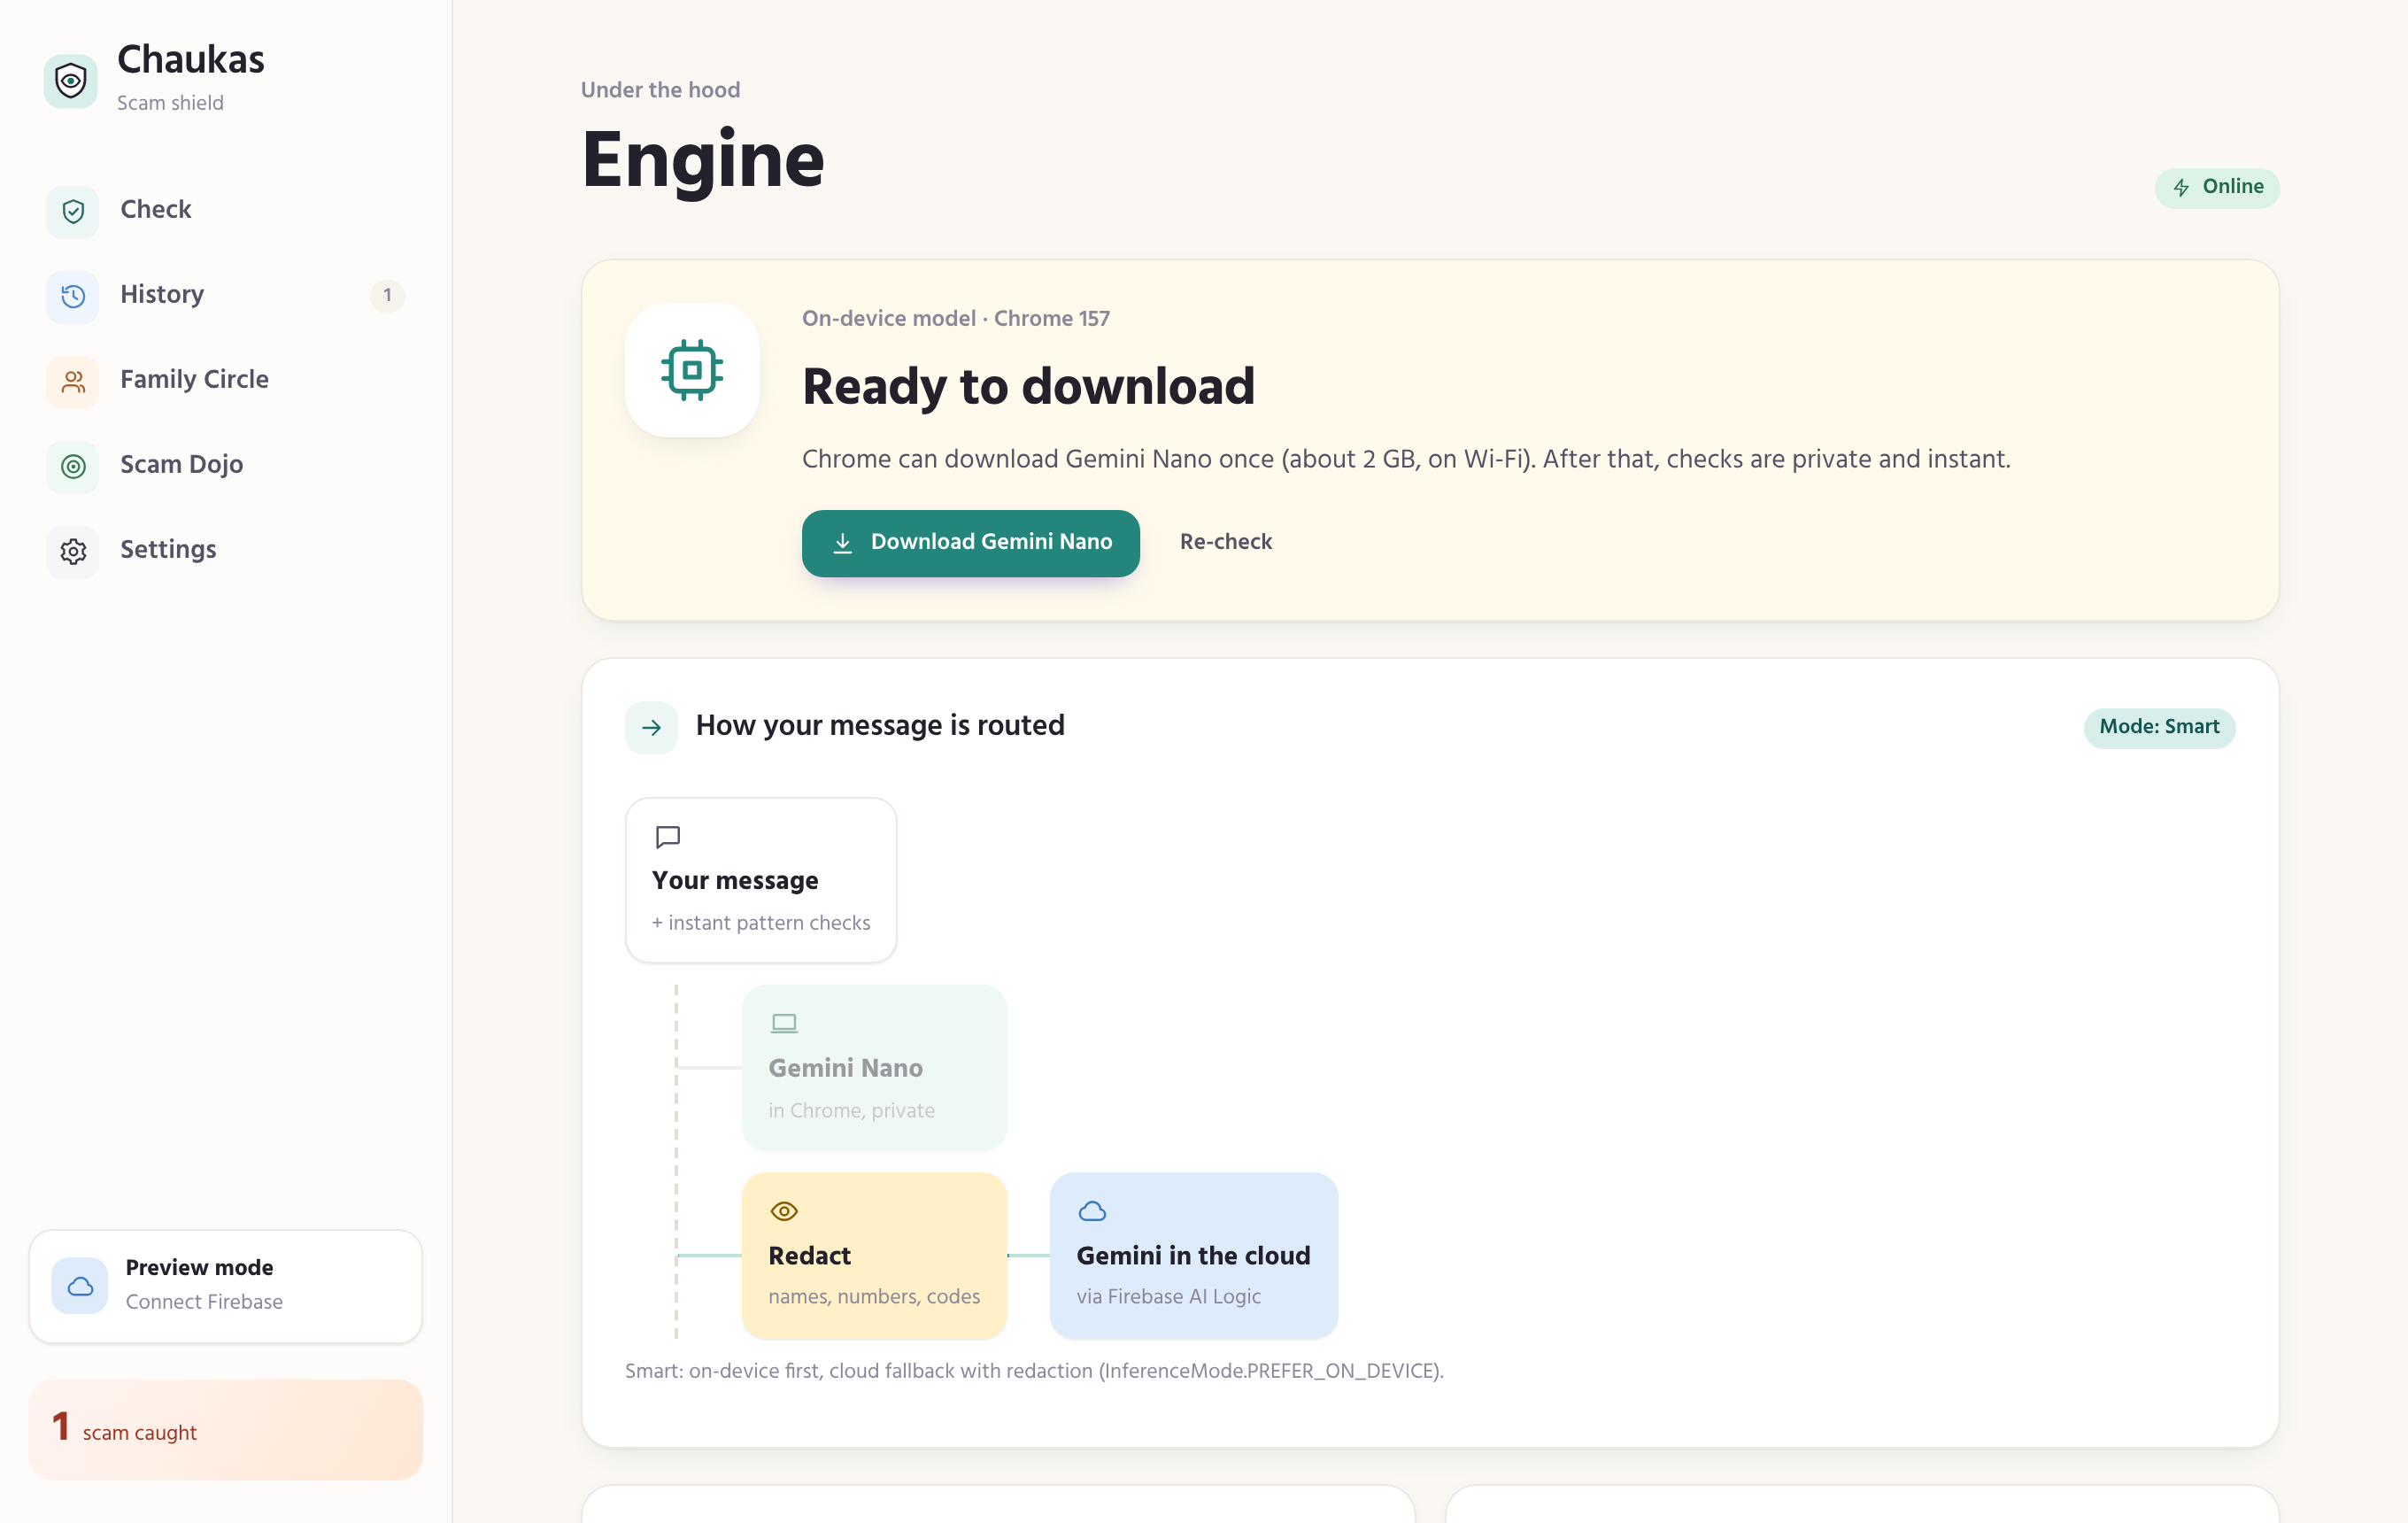 Chaukas
Scam shield
Check
History
1
Family Circle
Scam Dojo
Settings
Preview mode
Connect Firebase
1 scam caught
Under the hood
Engine
Online
On-device model · Chrome 157
Ready to download
Chrome can download Gemini Nano once (about 2 GB, on Wi-Fi). After that, checks are private and instant.
Download Gemini Nano
Re-check
How your message is routed
Mode: Smart
Your message
+ instant pattern checks
Gemini Nano
in Chrome, private
Redact
names, numbers, codes
Gemini in the cloud
via Firebase AI Logic
Smart: on-device first, cloud fallback with redaction (InferenceMode.PREFER_ON_DEVICE).